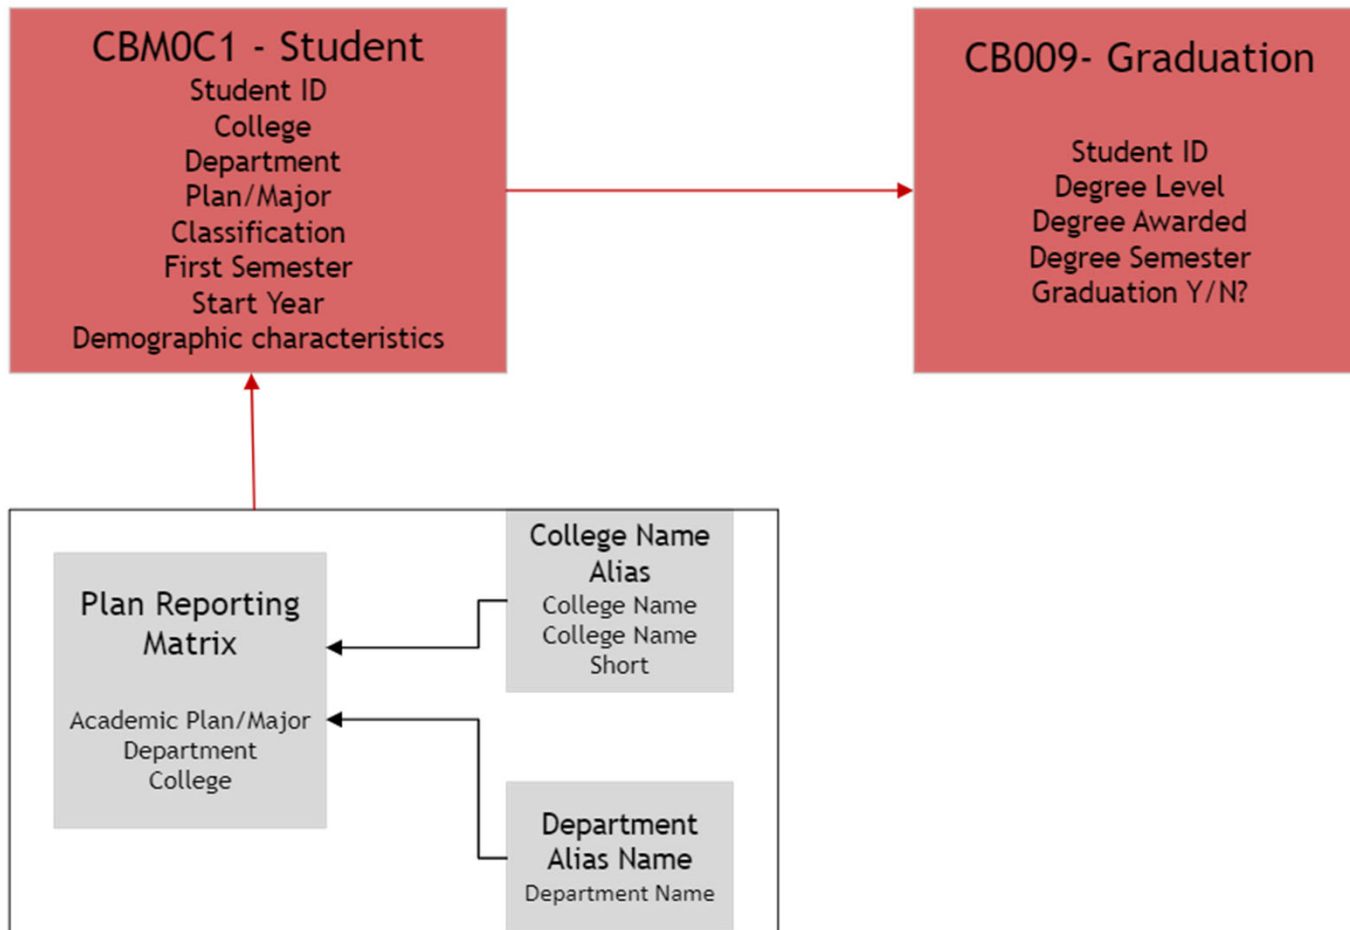 CBM0C1 - Student
Student ID
College
Department
Plan/Major
Classification
First Semester
Start Year
Demographic characteristics
CB009- Graduation
Student ID
Degree Level
Degree Awarded
Degree Semester
Graduation Y/N?
Plan Reporting
Matrix
Academic Plan/Major
Department
College
College Name
Alias
College Name
College Name
Short
Department
Alias Name
Department Name